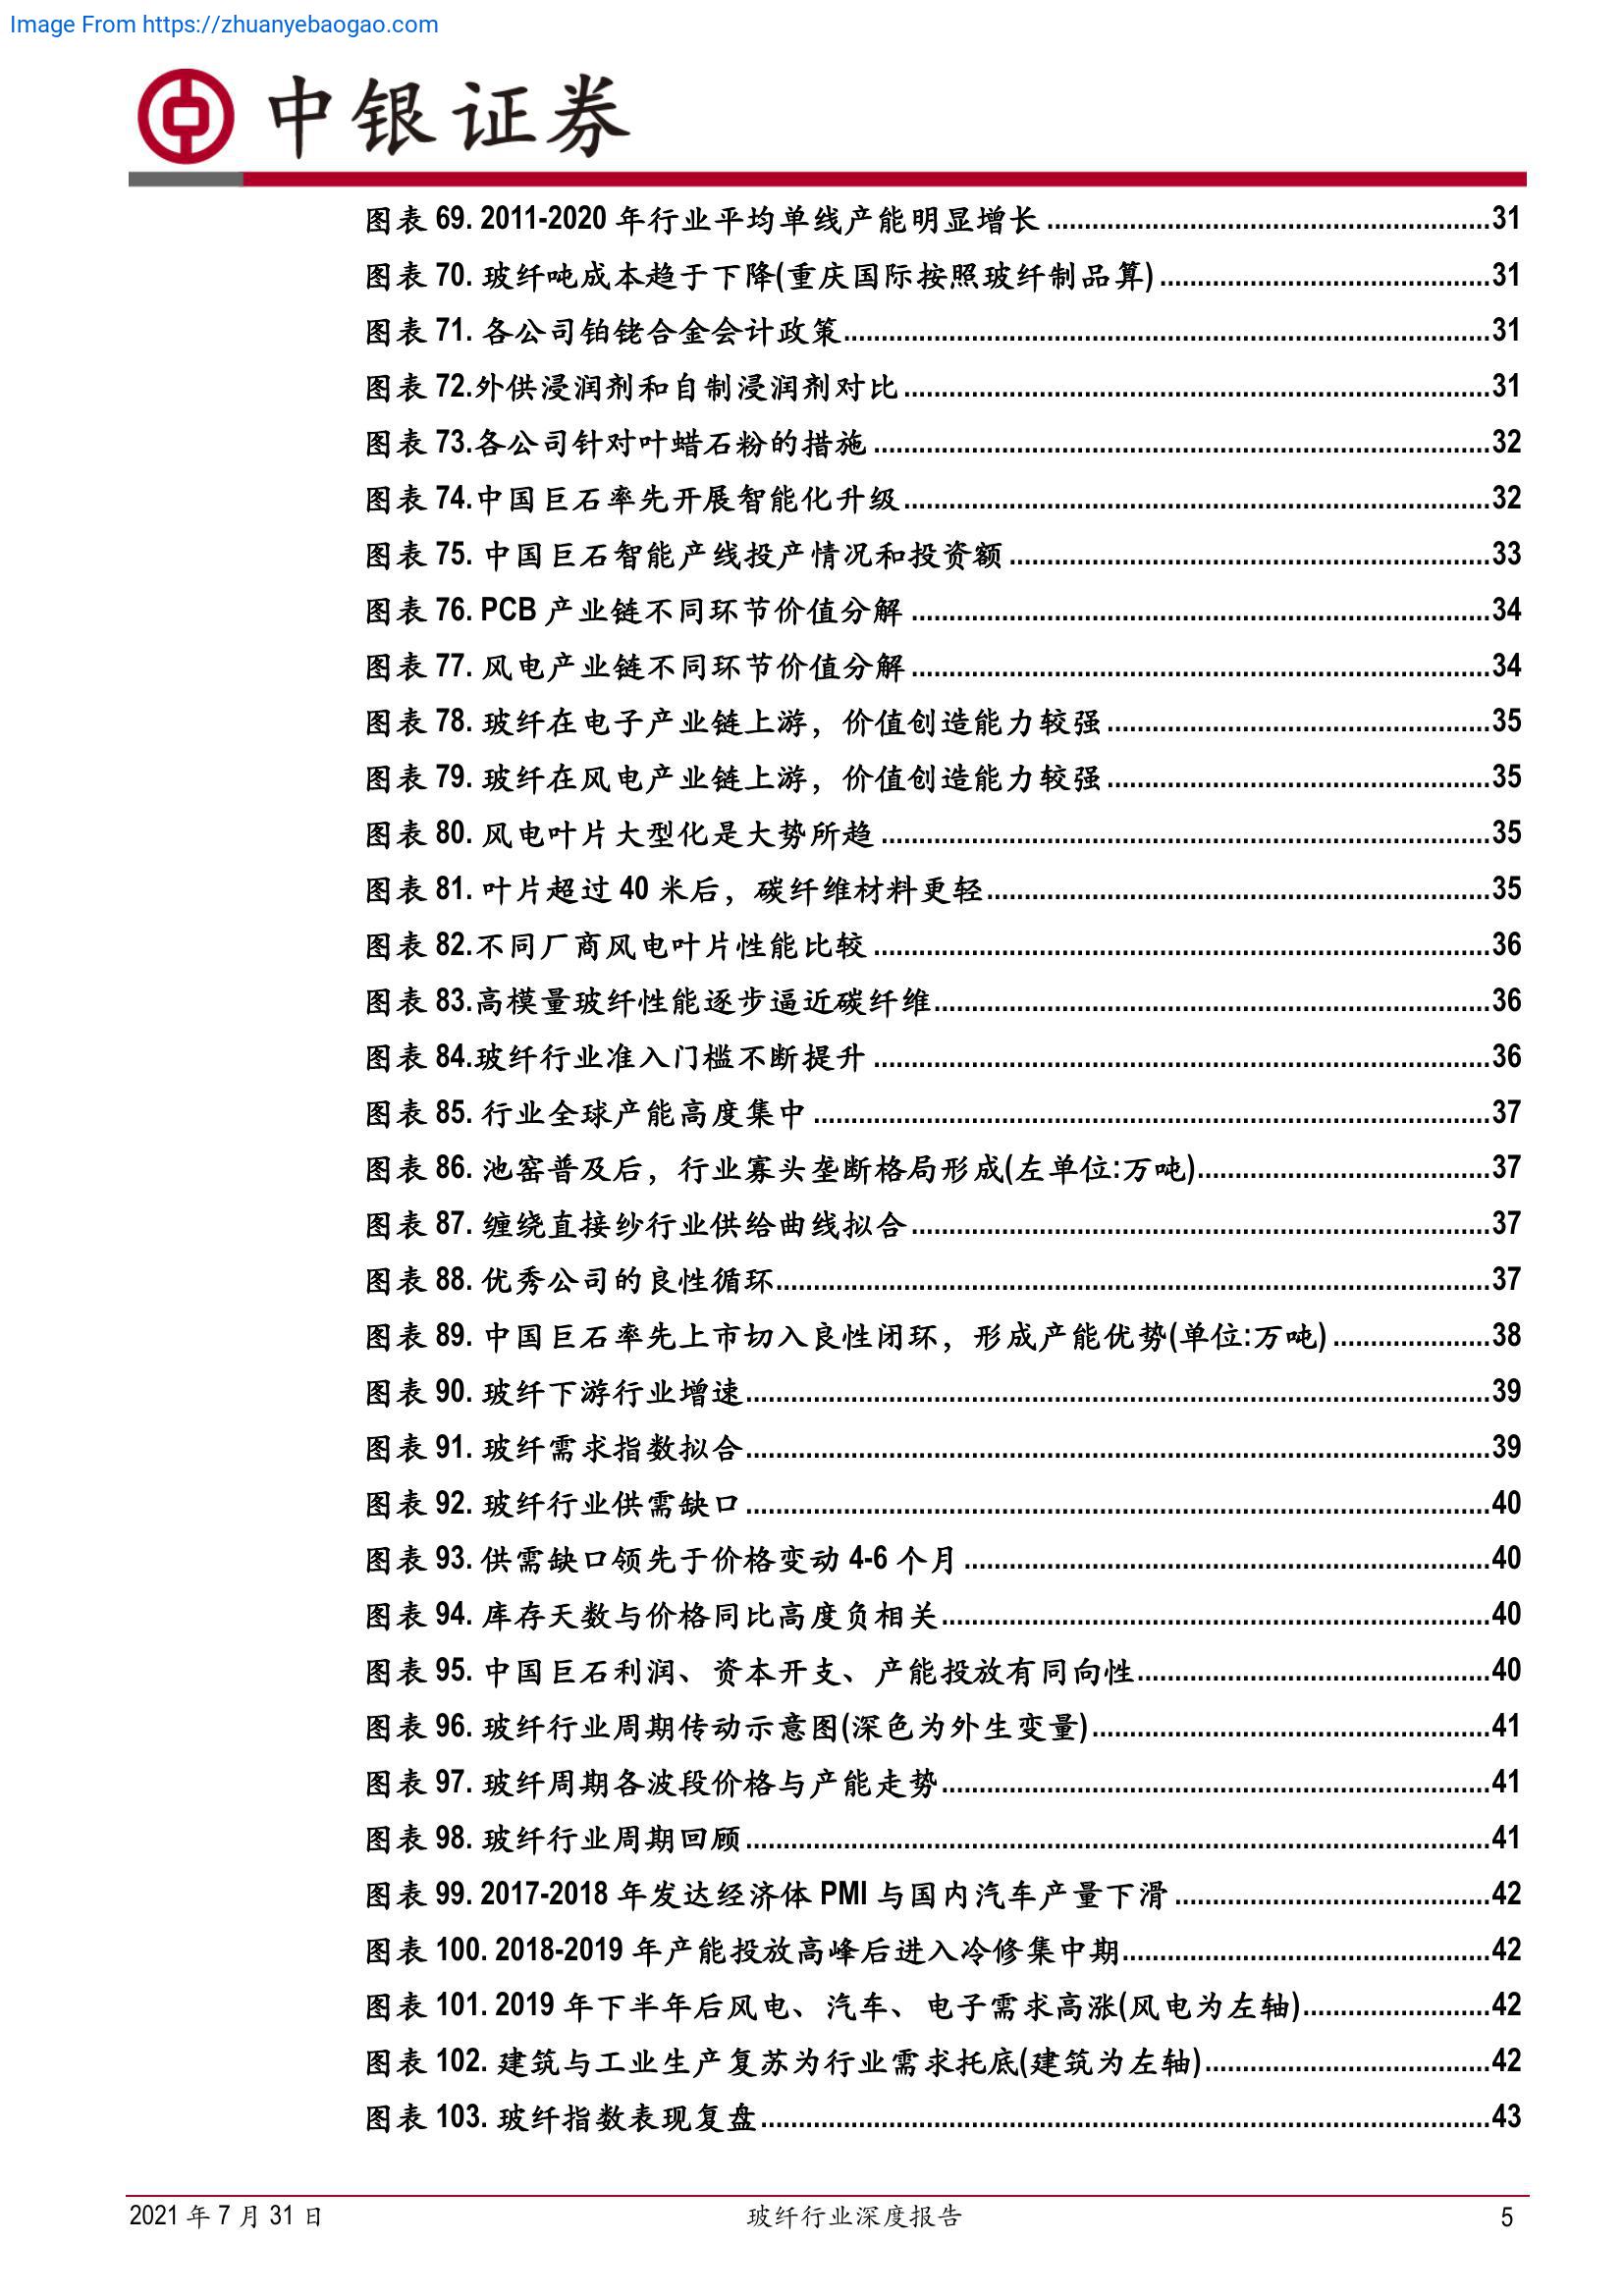 Image From https://zhuanyebaogao.com
中银证券
图表 69. 2011-2020 年行业平均单线产能明显增长 ........ 31
图表 70. 玻纤吨成本趋于下降(重庆国际按照玻纤制品算) ........ 31
图表 71. 各公司铂铑合金会计政策 ........ 31
图表 72.外供浸润剂和自制浸润剂对比 ........ 31
图表 73.各公司针对叶蜡石粉的措施 ........ 32
图表 74.中国巨石率先开展智能化升级 ........ 32
图表 75. 中国巨石智能产线投产情况和投资额 ........ 33
图表 76. PCB 产业链不同环节价值分解 ........ 34
图表 77. 风电产业链不同环节价值分解 ........ 34
图表 78. 玻纤在电子产业链上游，价值创造能力较强 ........ 35
图表 79. 玻纤在风电产业链上游，价值创造能力较强 ........ 35
图表 80. 风电叶片大型化是大势所趋 ........ 35
图表 81. 叶片超过 40 米后，碳纤维材料更轻 ........ 35
图表 82.不同厂商风电叶片性能比较 ........ 36
图表 83.高模量玻纤性能逐步逼近碳纤维 ........ 36
图表 84.玻纤行业准入门槛不断提升 ........ 36
图表 85. 行业全球产能高度集中 ........ 37
图表 86. 池窑普及后，行业寡头垄断格局形成(左单位:万吨) ........ 37
图表 87. 缠绕直接纱行业供给曲线拟合 ........ 37
图表 88. 优秀公司的良性循环 ........ 37
图表 89. 中国巨石率先上市切入良性闭环，形成产能优势(单位:万吨) ........ 38
图表 90. 玻纤下游行业增速 ........ 39
图表 91. 玻纤需求指数拟合 ........ 39
图表 92. 玻纤行业供需缺口 ........ 40
图表 93. 供需缺口领先于价格变动 4-6 个月 ........ 40
图表 94. 库存天数与价格同比高度负相关 ........ 40
图表 95. 中国巨石利润、资本开支、产能投放有同向性 ........ 40
图表 96. 玻纤行业周期传动示意图(深色为外生变量) ........ 41
图表 97. 玻纤周期各波段价格与产能走势 ........ 41
图表 98. 玻纤行业周期回顾 ........ 41
图表 99. 2017-2018 年发达经济体 PMI 与国内汽车产量下滑 ........ 42
图表 100. 2018-2019 年产能投放高峰后进入冷修集中期 ........ 42
图表 101. 2019 年下半年后风电、汽车、电子需求高涨(风电为左轴) ........ 42
图表 102. 建筑与工业生产复苏为行业需求托底(建筑为左轴) ........ 42
图表 103. 玻纤指数表现复盘 ........ 43
2021 年 7 月 31 日 玻纤行业深度报告 5